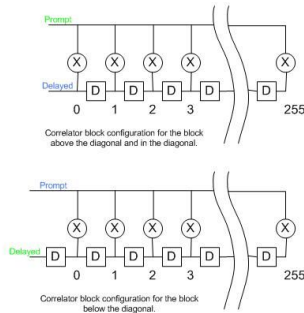 Prompt
X X X X X
Delayed D D D D D
0 1 2 3 255
Correlator block configuration for the block
above the diagonal and in the diagonal.
Prompt
X X X X X
Delayed D D D D D D
0 1 2 3 255
Correlator block configuration for the block
below the diagonal.